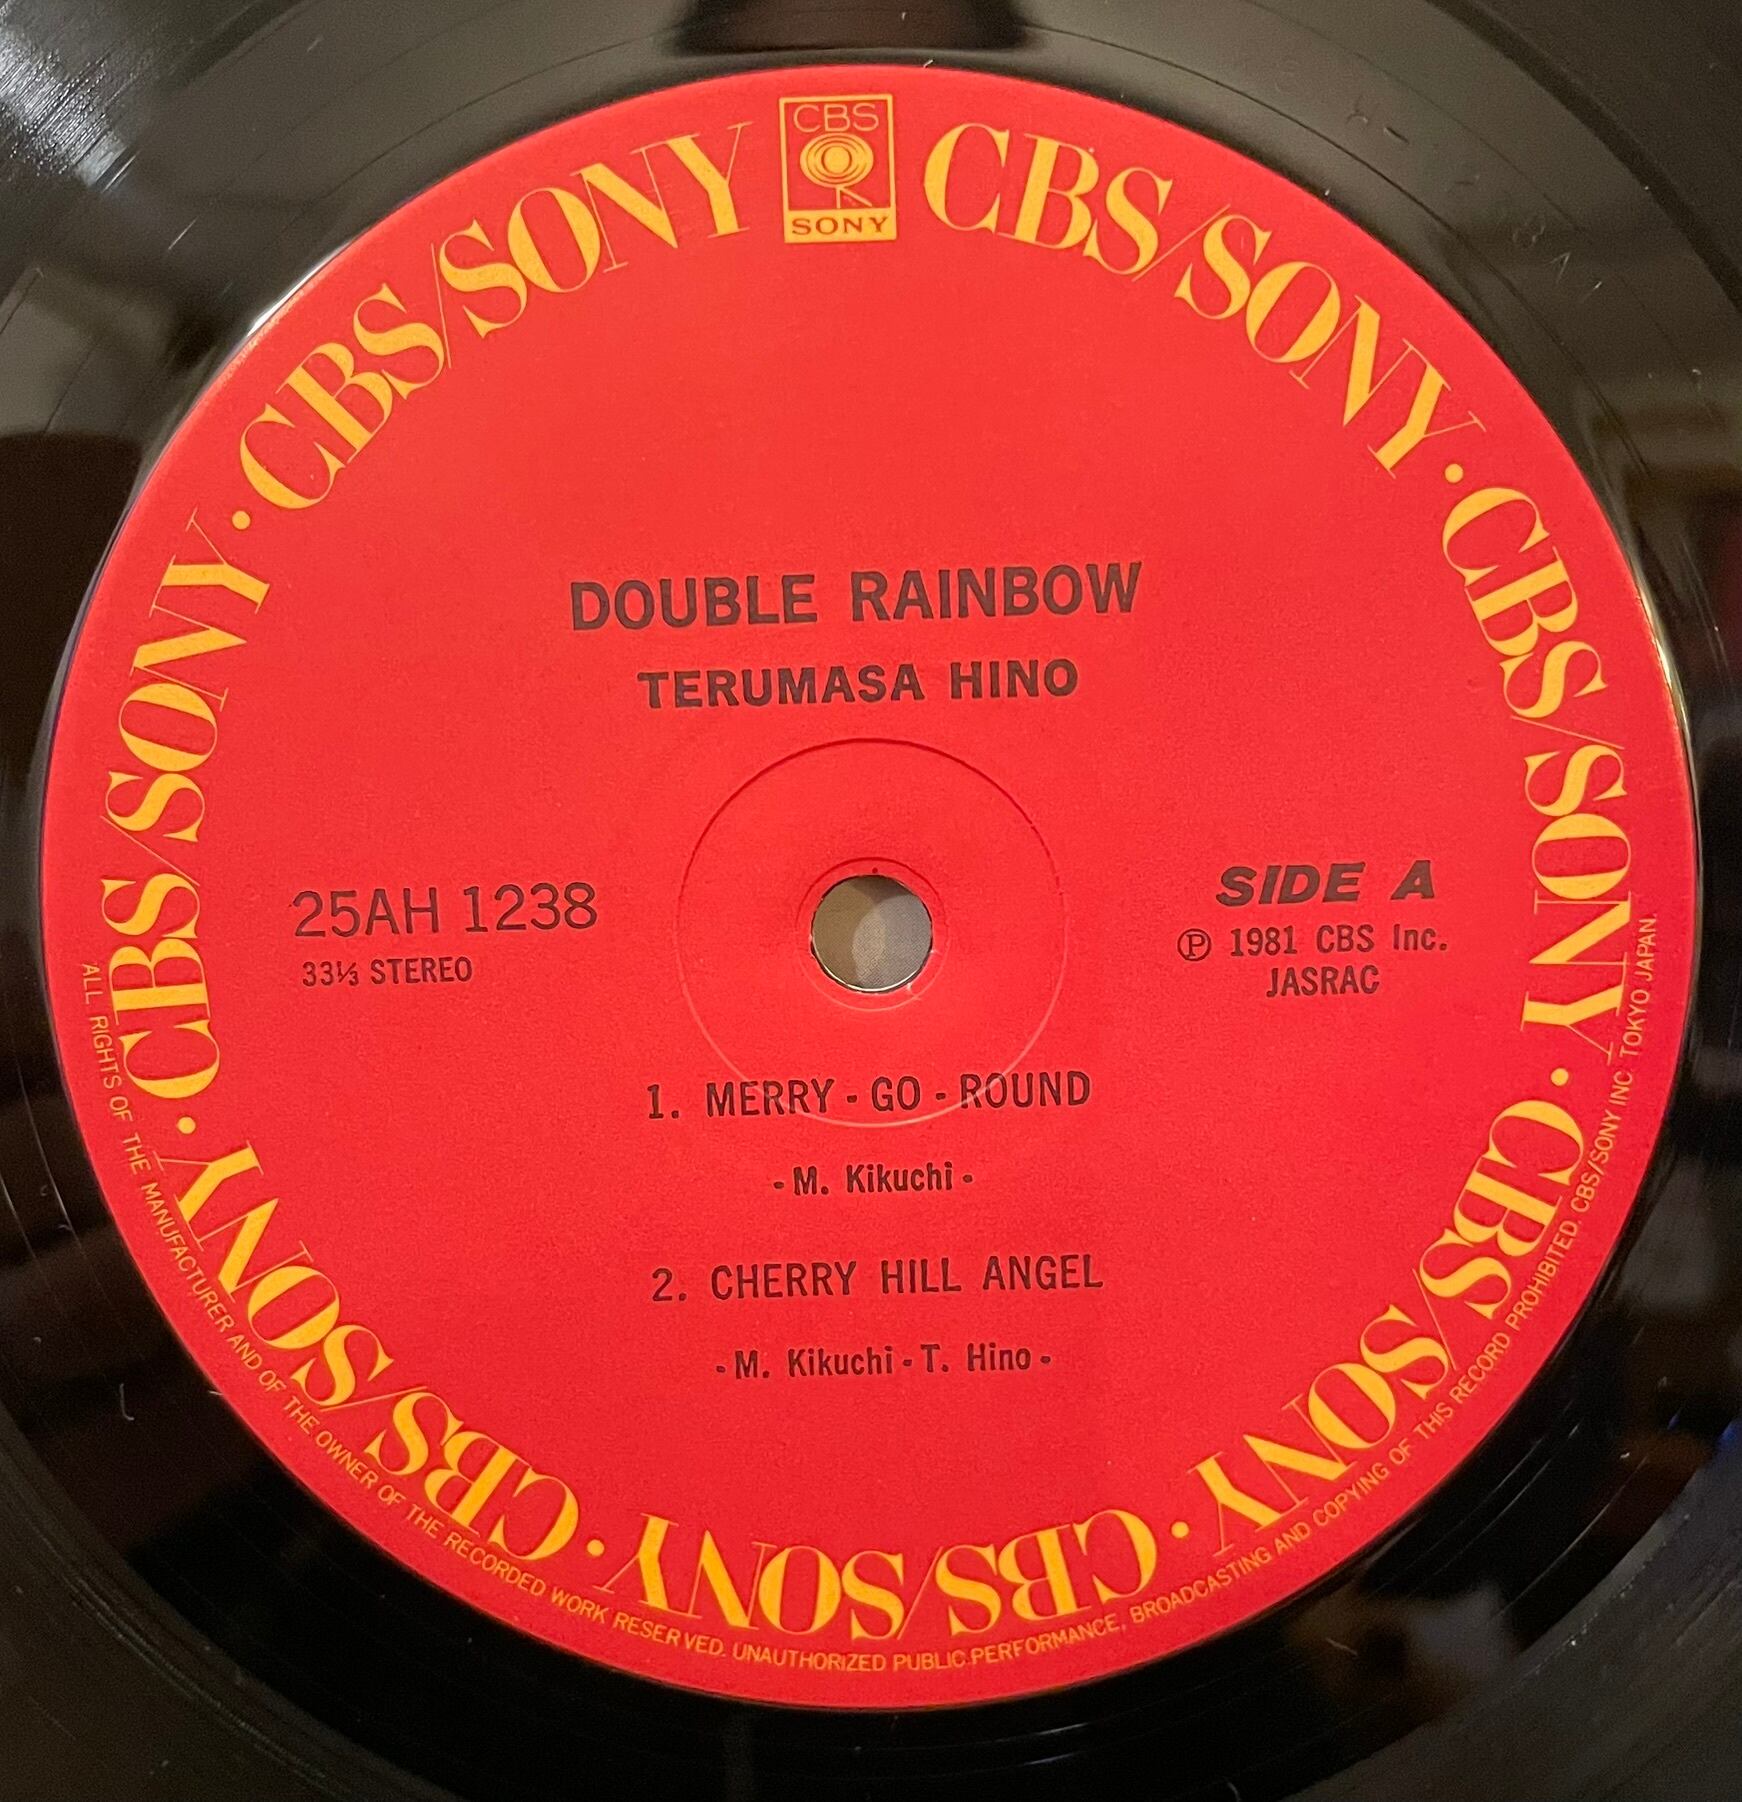 CBS
SONY
CBS/SONY · CBS/SONY · CBS/SONY · CBS/SONY · CBS/SONY · CBS/SONY · CBS/SONY
DOUBLE RAINBOW
TERUMASA HINO
25AH 1238
33⅓ STEREO
SIDE A
Ⓟ 1981 CBS Inc.
JASRAC
1. MERRY - GO - ROUND
- M. Kikuchi -
2. CHERRY HILL ANGEL
- M. Kikuchi - T. Hino -
ALL RIGHTS OF THE MANUFACTURER AND OF THE OWNER OF THE RECORDED WORK RESERVED. UNAUTHORIZED PUBLIC PERFORMANCE, BROADCASTING AND COPYING OF THIS RECORD PROHIBITED. CBS/SONY INC. TOKYO JAPAN.